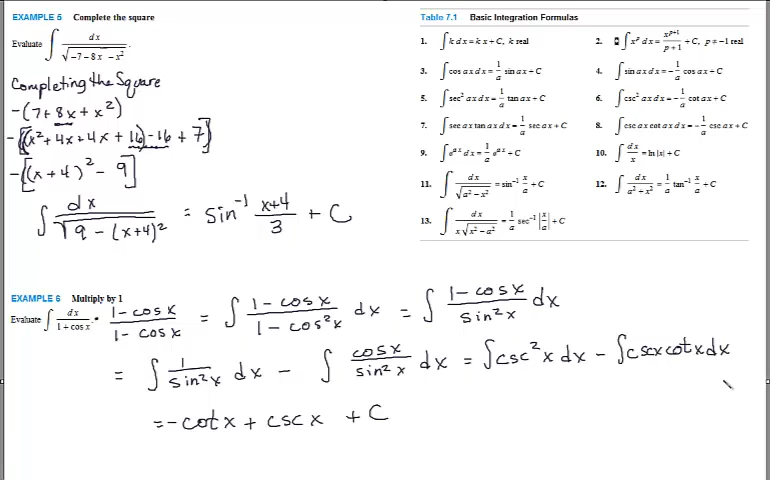 EXAMPLE 5 Complete the square
Evaluate ∫ dx / √(-7-8x-x²).
Completing the Square
-(7+8x+x²)
-[(x²+4x+4x+16)-16+7]
-[(x+4)²-9]
∫ dx / √(9-(x+4)²) = sin⁻¹ (x+4)/3 + C
Table 7.1 Basic Integration Formulas
1. ∫ k dx = kx + C, k real
2. ∫ xᵖ dx = xᵖ⁺¹/(p+1) + C, p ≠ -1 real
3. ∫ cos ax dx = 1/a sin ax + C
4. ∫ sin ax dx = -1/a cos ax + C
5. ∫ sec² ax dx = 1/a tan ax + C
6. ∫ csc² ax dx = -1/a cot ax + C
7. ∫ sec ax tan ax dx = 1/a sec ax + C
8. ∫ csc ax cot ax dx = -1/a csc ax + C
9. ∫ eᵃˣ dx = 1/a eᵃˣ + C
10. ∫ dx/x = ln |x| + C
11. ∫ dx / √(a²-x²) = sin⁻¹ x/a + C
12. ∫ dx / (a²+x²) = 1/a tan⁻¹ x/a + C
13. ∫ dx / (x√(x²-a²)) = 1/a sec⁻¹ |x/a| + C
EXAMPLE 6 Multiply by 1
Evaluate ∫ dx / (1+cos x) · (1-cos x)/(1-cos x) = ∫ (1-cos x)/(1-cos²x) dx = ∫ (1-cos x)/sin²x dx
= ∫ 1/sin²x dx - ∫ cos x/sin²x dx = ∫csc²x dx - ∫cscxcotxdx
= -cotx + cscx + C